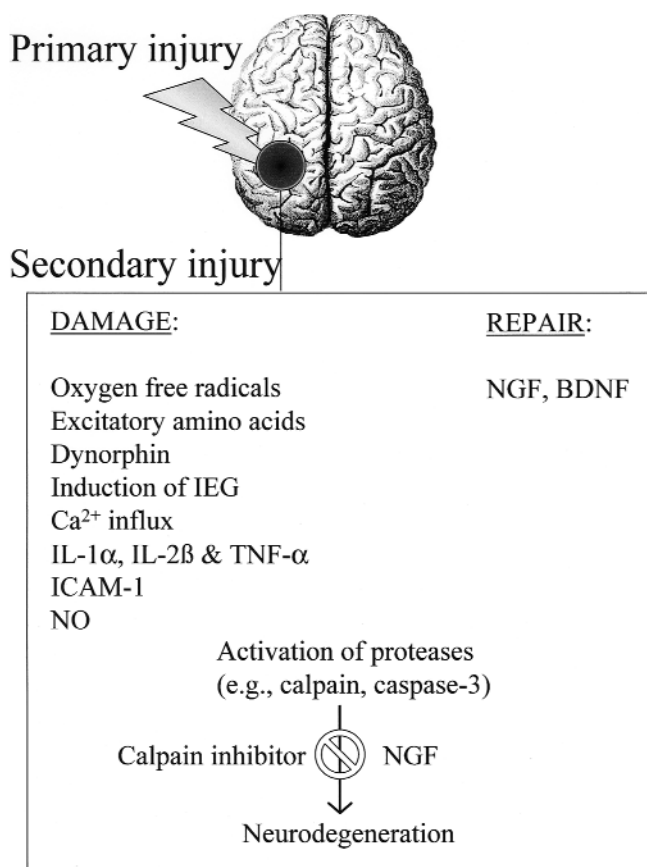 Primary injury
Secondary injury
DAMAGE:
REPAIR:
Oxygen free radicals
NGF, BDNF
Excitatory amino acids
Dynorphin
Induction of IEG
Ca²⁺ influx
IL-1α, IL-2ß & TNF-α
ICAM-1
NO
Activation of proteases
(e.g., calpain, caspase-3)
Calpain inhibitor
NGF
Neurodegeneration